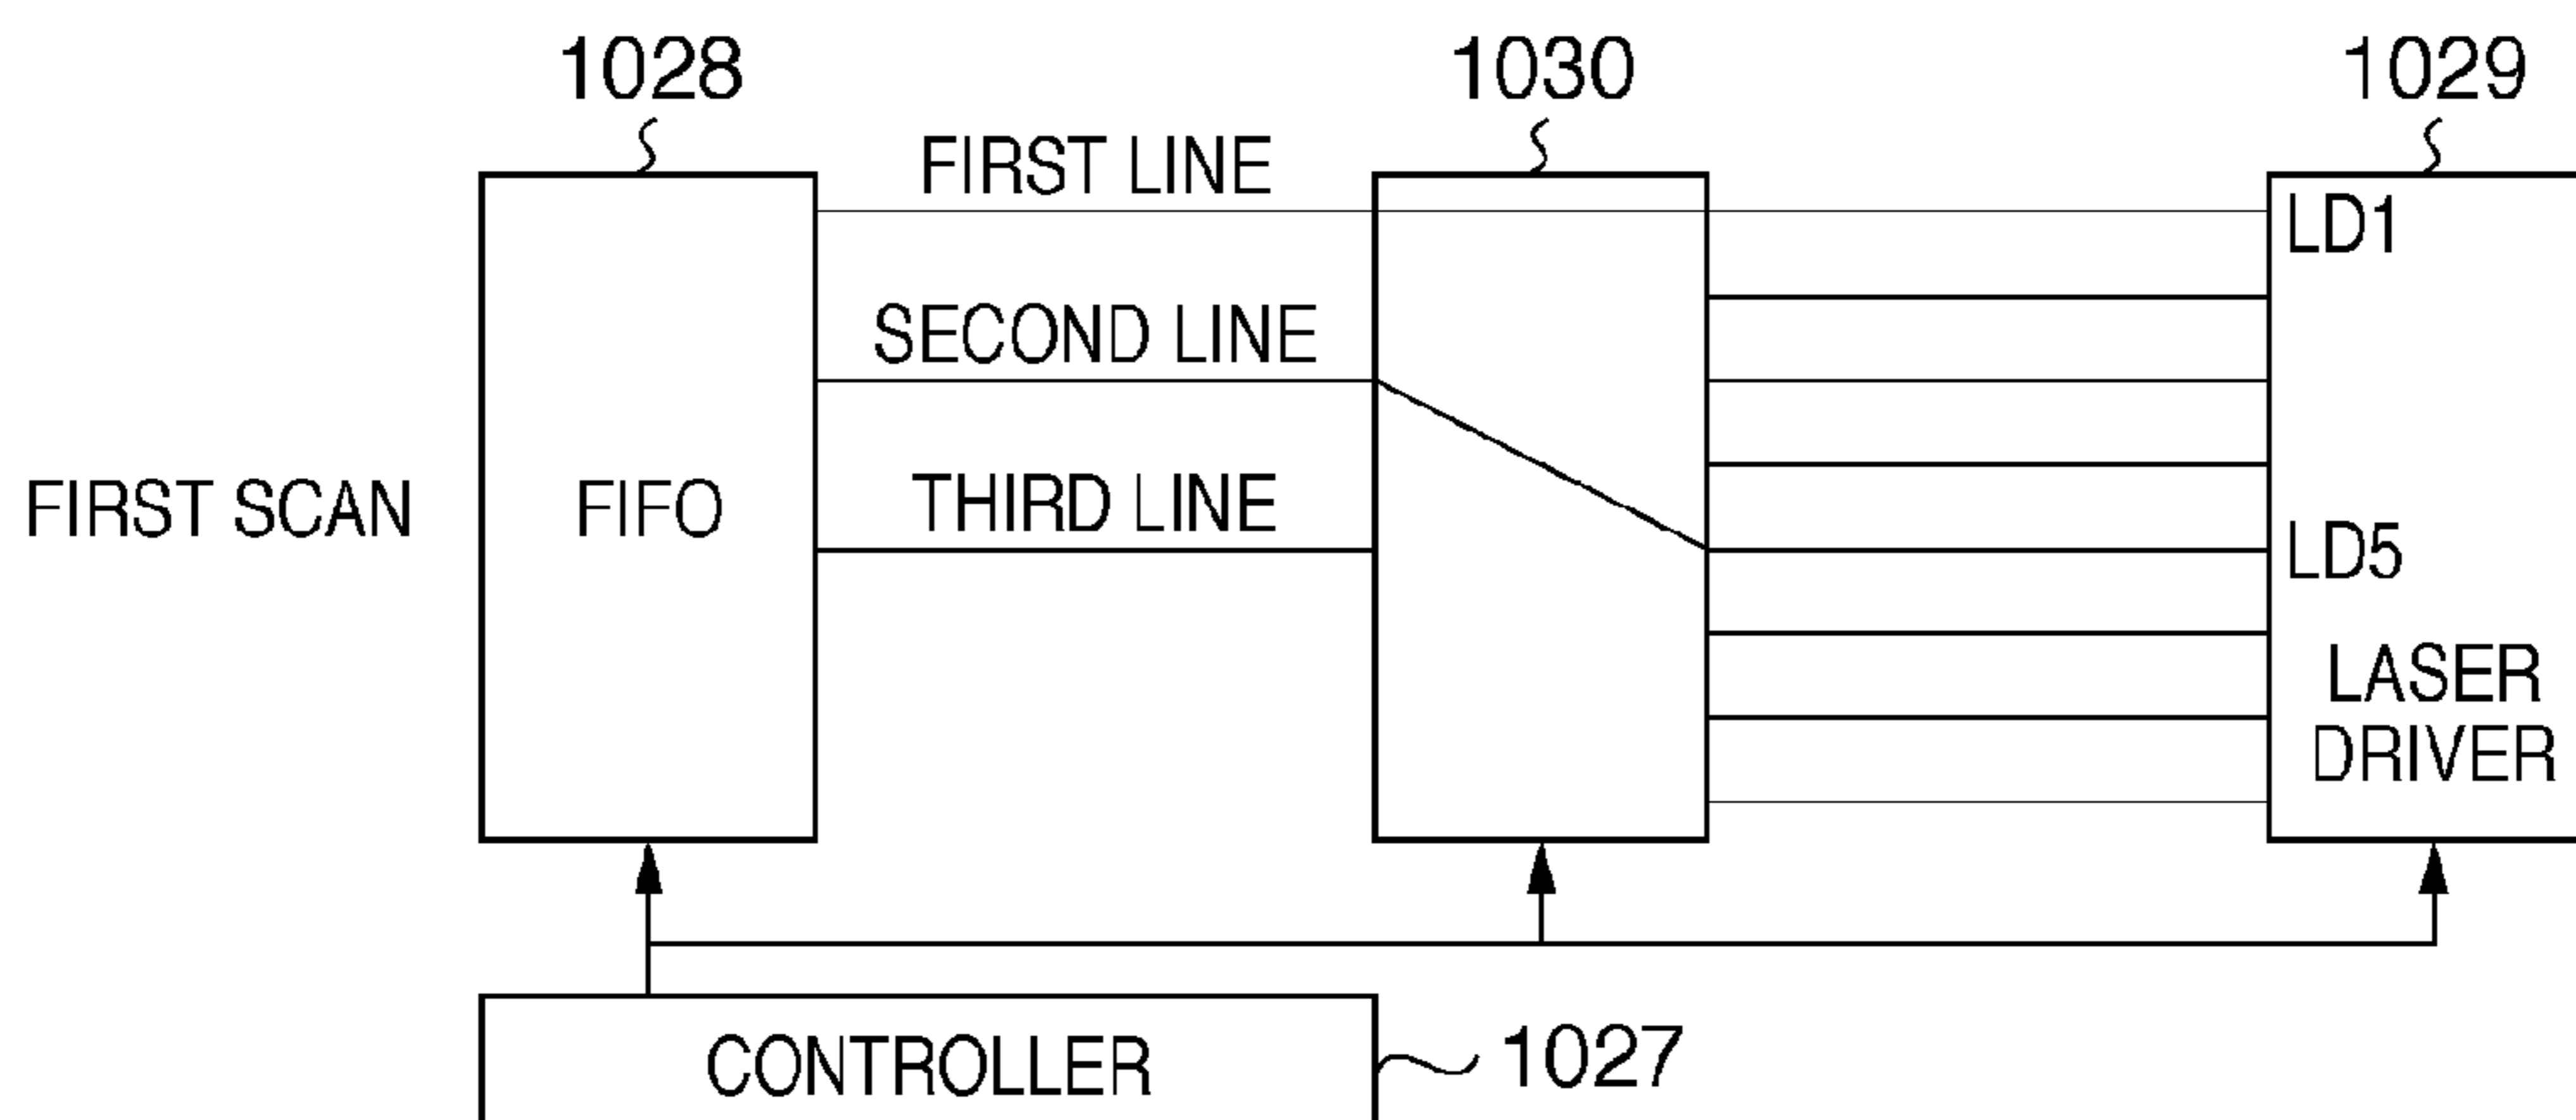 1028
1030
1029
FIRST LINE
LD1
SECOND LINE
FIRST SCAN
FIFO
THIRD LINE
LD5
LASER
DRIVER
CONTROLLER
1027